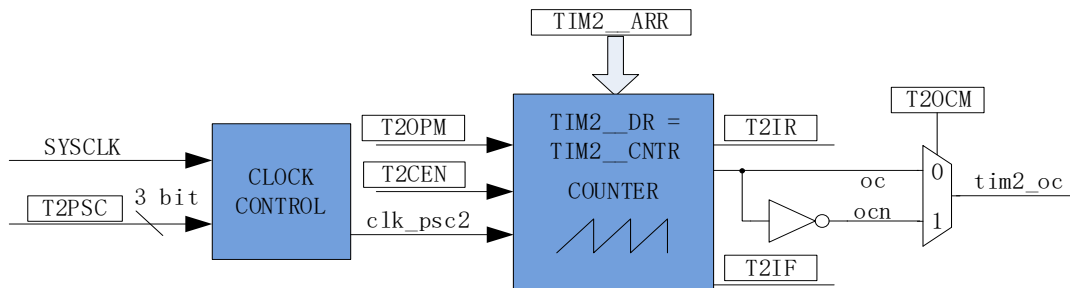 TIM2__ARR
T2OCM
T2OPM
TIM2__DR =
TIM2__CNTR
T2IR
SYSCLK
CLOCK
CONTROL
T2CEN
COUNTER
oc
0
tim2_oc
T2PSC
3 bit
clk_psc2
ocn
1
T2IF